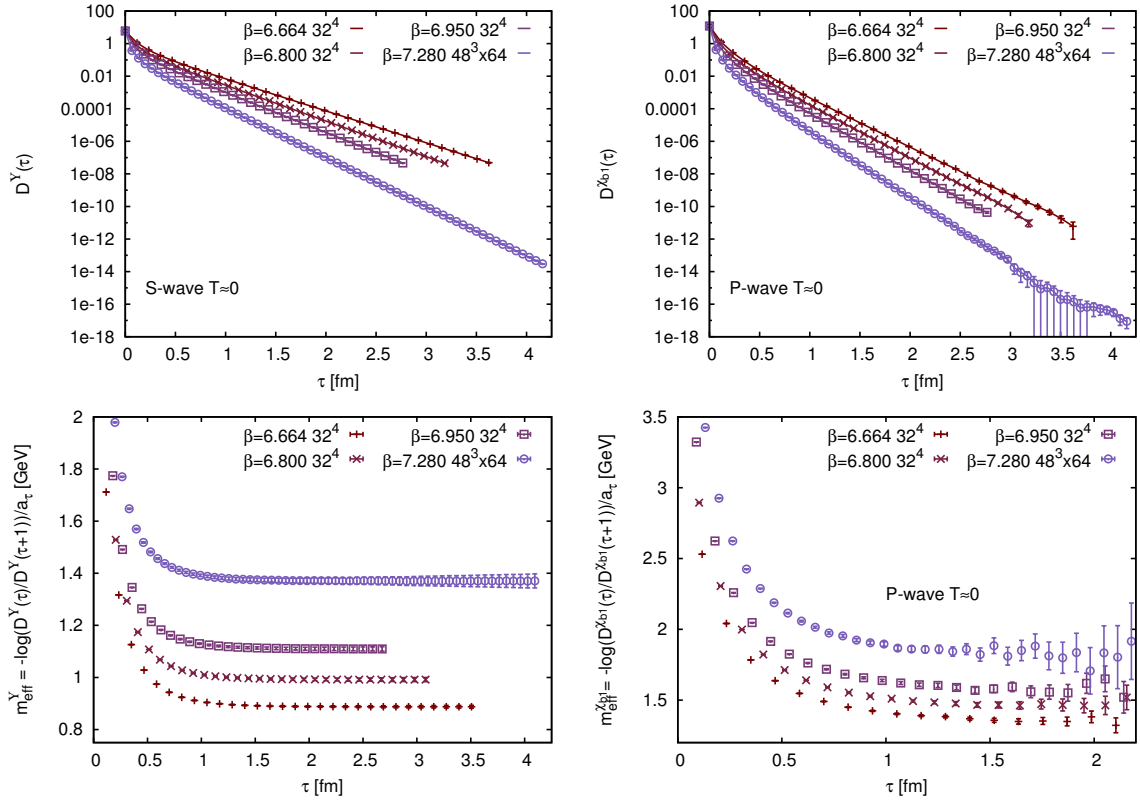 10
1
0.01
0.0001
1e-06
1e-08
1e-10
1e-12
1e-14
1e-16
1e-18
0 0.5 1 1.5 2 2.5 3 3.5 4
D^Υ(τ)
τ [fm]
S-wave T≈0
β=6.664 32^4
β=6.800 32^4
β=6.950 32^4
β=7.280 48^3x64
10
1
0.01
0.0001
1e-06
1e-08
1e-10
1e-12
1e-14
1e-16
1e-18
0 0.5 1 1.5 2 2.5 3 3.5 4
D^χ_b1(τ)
τ [fm]
P-wave T≈0
β=6.664 32^4
β=6.800 32^4
β=6.950 32^4
β=7.280 48^3x64
2
1.8
1.6
1.4
1.2
1
0.8
0 0.5 1 1.5 2 2.5 3 3.5 4
m_eff^Υ = -log(D^Υ(τ)/D^Υ(τ+1))/a_τ [GeV]
τ [fm]
β=6.664 32^4
β=6.800 32^4
β=6.950 32^4
β=7.280 48^3x64
3.5
3
2.5
2
1.5
1
0 0.5 1 1.5 2
m_eff^χ_b1 = -log(D^χ_b1(τ)/D^χ_b1(τ+1))/a_τ [GeV]
τ [fm]
P-wave T≈0
β=6.664 32^4
β=6.800 32^4
β=6.950 32^4
β=7.280 48^3x64